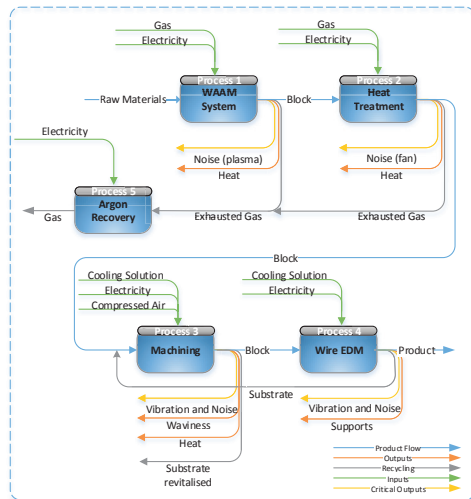 Gas
Electricity
Gas
Electricity
Process 1
WAAM
System
Process 2
Heat
Treatment
Raw Materials
Block
Noise (plasma)
Heat
Noise (fan)
Heat
Electricity
Process 5
Argon
Recovery
Gas
Exhausted Gas
Exhausted Gas
Block
Cooling Solution
Electricity
Compressed Air
Cooling Solution
Electricity
Process 3
Machining
Process 4
Wire EDM
Block
Product
Substrate
Vibration and Noise
Waviness
Heat
Substrate
revitalised
Vibration and Noise
Supports
Product Flow
Outputs
Recycling
Inputs
Critical Outputs